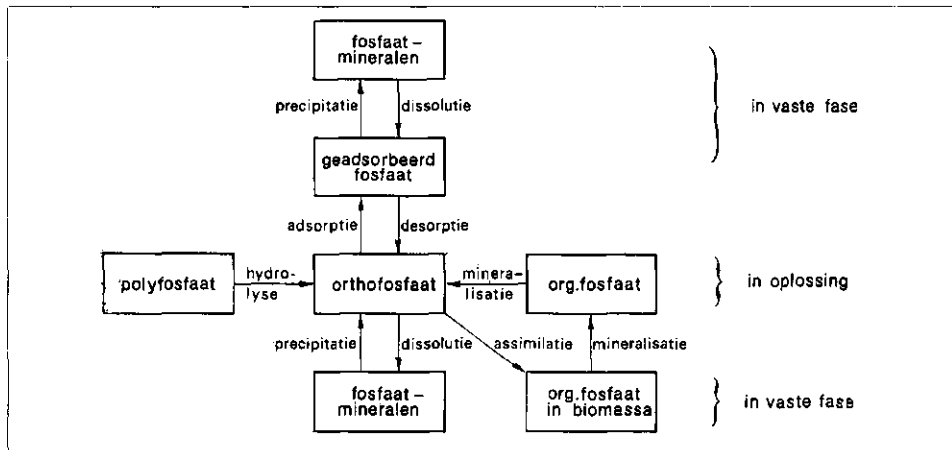 fosfaat –
mineralen
precipitatie
dissolutie
in vaste fase
geadsorbeerd
fosfaat
adsorptie
desorptie
polyfosfaat
hydro-
lyse
orthofosfaat
minera-
lisatie
org.fosfaat
in oplossing
precipitatie
dissolutie
assimilatie
mineralisatie
fosfaat –
mineralen
org.fosfaat
in biomassa
in vaste fase